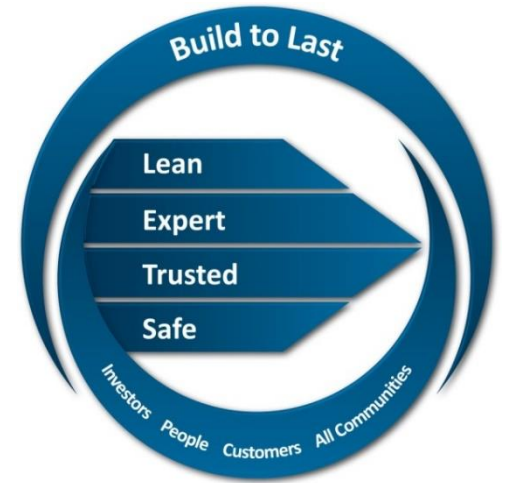 Build to Last
Lean
Expert
Trusted
Safe
Investors People Customers All Communities